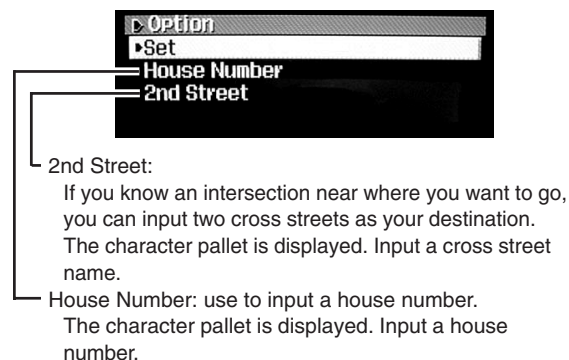 Option
Set
House Number
2nd Street
2nd Street:
If you know an intersection near where you want to go,
you can input two cross streets as your destination.
The character pallet is displayed. Input a cross street
name.
House Number: use to input a house number.
The character pallet is displayed. Input a house
number.